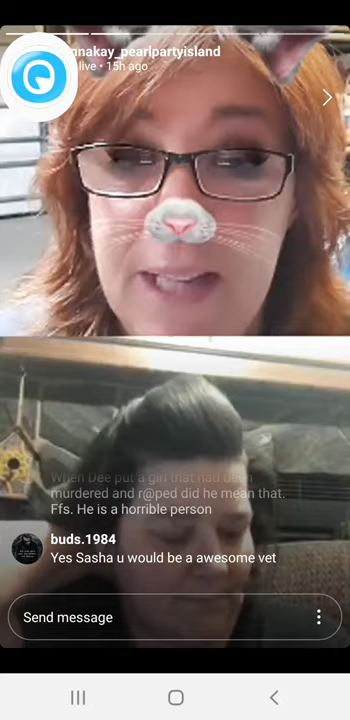 nnakay_pearlpartyisland
live • 15h ago
When Dee put a girl that had been
murdered and r@ped did he mean that.
Ffs. He is a horrible person
buds.1984
Yes Sasha u would be a awesome vet
Send message